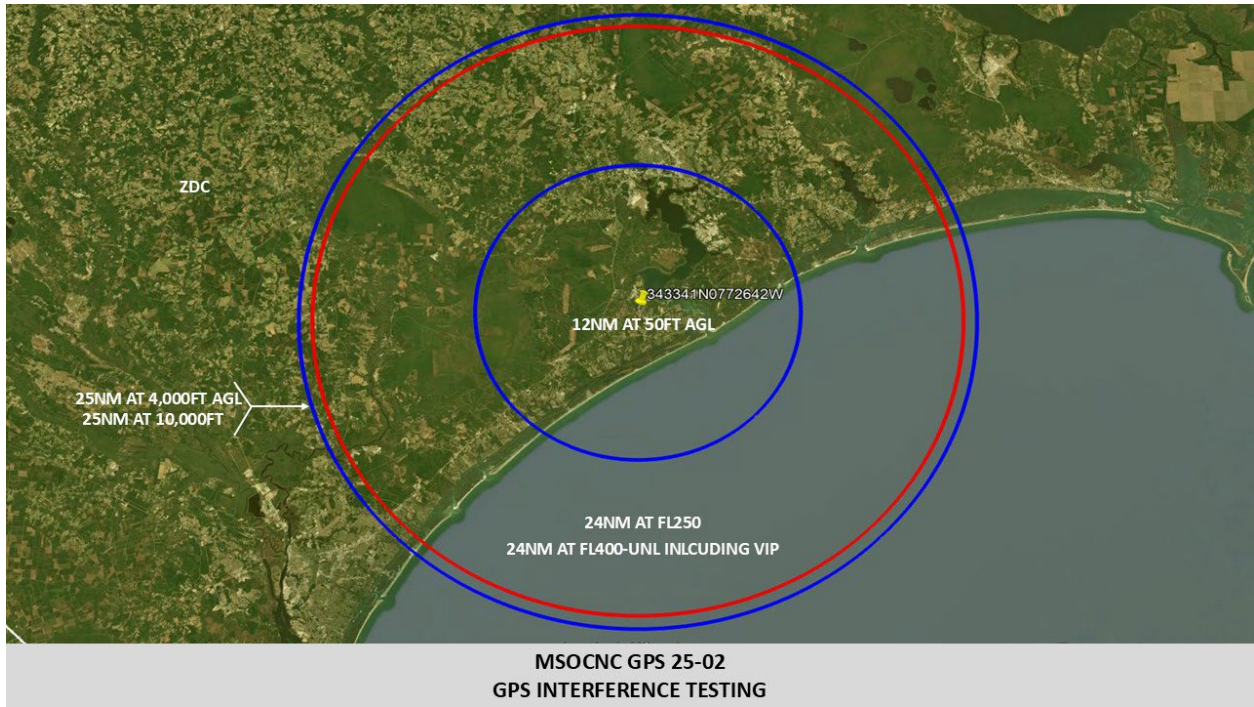 ZDC
343341N0772642W
12NM AT 50FT AGL
25NM AT 4,000FT AGL
25NM AT 10,000FT
24NM AT FL250
24NM AT FL400-UNL INLCUDING VIP
MSOCNC GPS 25-02
GPS INTERFERENCE TESTING